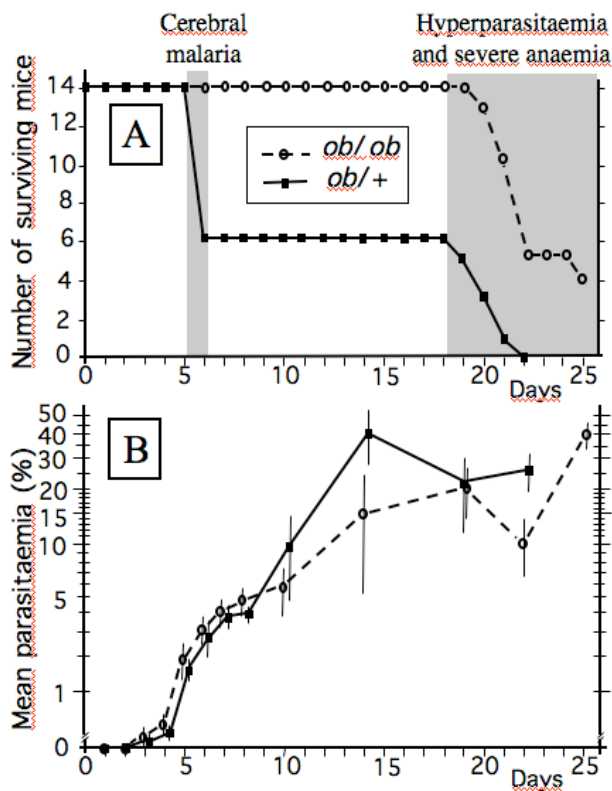 Cerebral
malaria
Hyperparasitaemia
and severe anaemia
Number of surviving mice
14
12
10
8
6
4
2
0
A
ob/ob
ob/+
0 5 10 15 20 25
Days
Mean parasitaemia (%)
50
40
30
20
15
10
5
1
0
B
0 5 10 15 20 25
Days